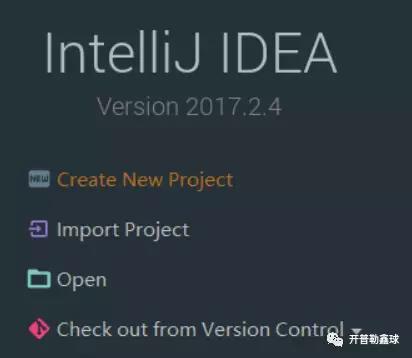 IntelliJ IDEA
Version 2017.2.4
NEW Create New Project
Import Project
Open
Check out from Version Control
开普勒鑫球